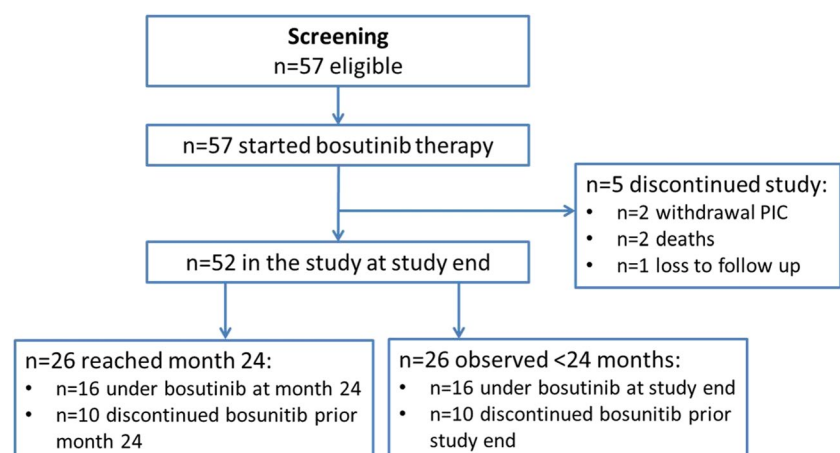 Screening
n=57 eligible
n=57 started bosutinib therapy
n=5 discontinued study:
• n=2 withdrawal PIC
• n=2 deaths
• n=1 loss to follow up
n=52 in the study at study end
n=26 reached month 24:
• n=16 under bosutinib at month 24
• n=10 discontinued bosunitib prior
month 24
n=26 observed <24 months:
• n=16 under bosutinib at study end
• n=10 discontinued bosunitib prior
study end